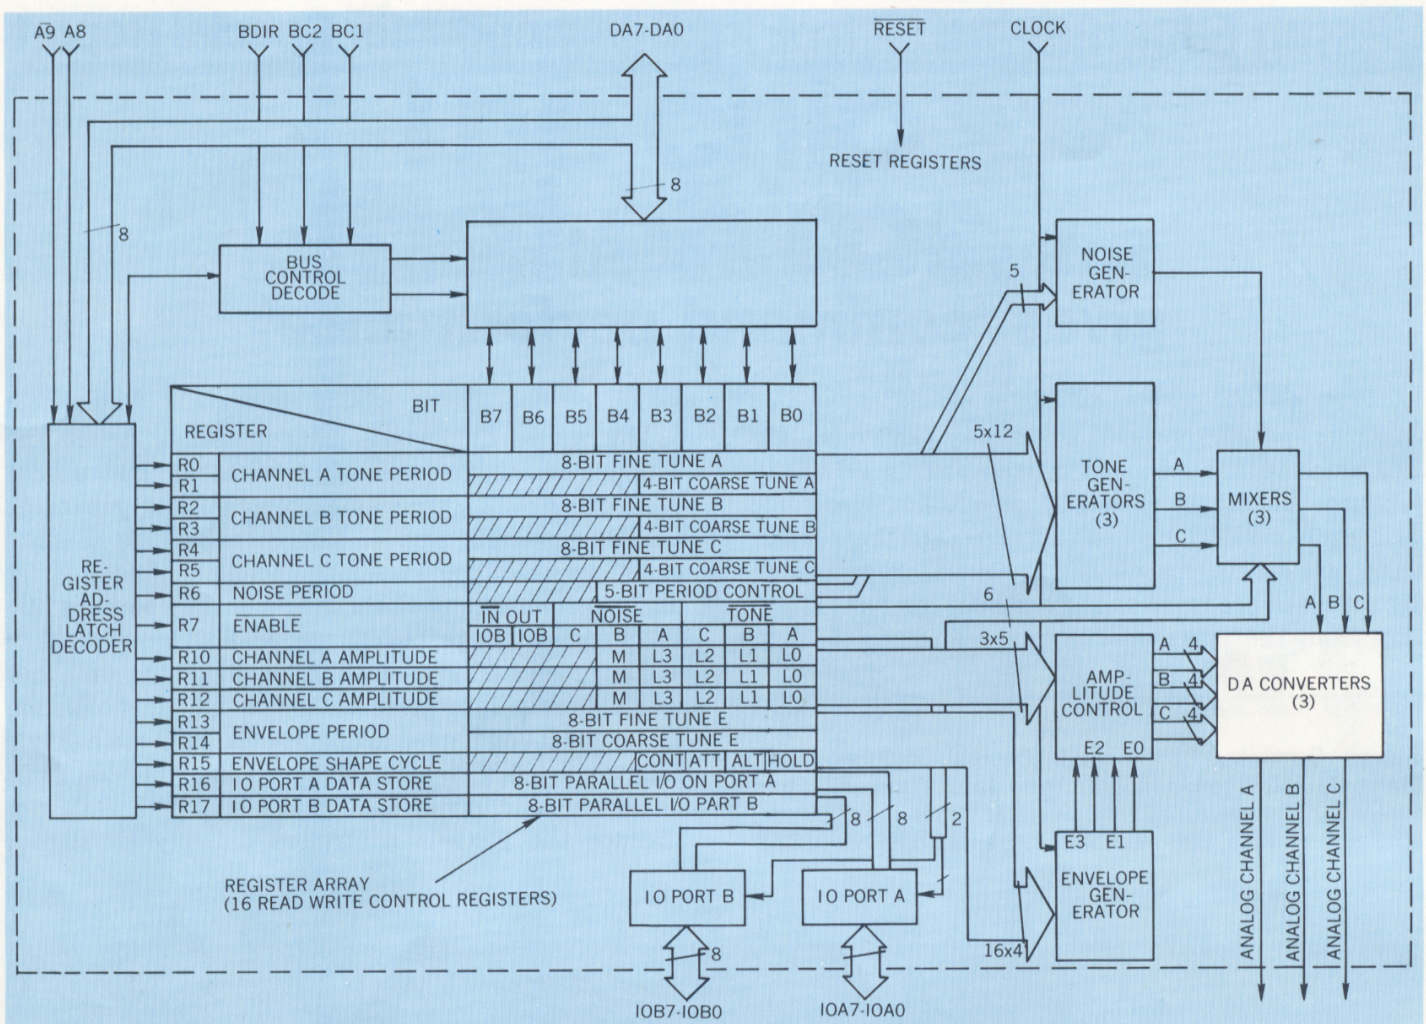 A9 A8 BDIR BC2 BC1 DA7-DA0 RESET CLOCK
RESET REGISTERS
8
8
BUS
CONTROL
DECODE
5
NOISE
GEN-
ERATOR
REGISTER BIT B7 B6 B5 B4 B3 B2 B1 B0
R0 CHANNEL A TONE PERIOD 8-BIT FINE TUNE A
R1 4-BIT COARSE TUNE A
R2 CHANNEL B TONE PERIOD 8-BIT FINE TUNE B
R3 4-BIT COARSE TUNE B
R4 CHANNEL C TONE PERIOD 8-BIT FINE TUNE C
R5 4-BIT COARSE TUNE C
R6 NOISE PERIOD 5-BIT PERIOD CONTROL
R7 ENABLE IN OUT NOISE TONE
IOB IOB C B A C B A
R10 CHANNEL A AMPLITUDE M L3 L2 L1 L0
R11 CHANNEL B AMPLITUDE M L3 L2 L1 L0
R12 CHANNEL C AMPLITUDE M L3 L2 L1 L0
R13 ENVELOPE PERIOD 8-BIT FINE TUNE E
R14 8-BIT COARSE TUNE E
R15 ENVELOPE SHAPE CYCLE CONT ATT ALT HOLD
R16 IO PORT A DATA STORE 8-BIT PARALLEL I/O ON PORT A
R17 IO PORT B DATA STORE 8-BIT PARALLEL I/O PART B
RE-
GISTER
AD-
DRESS
LATCH
DECODER
5x12
TONE
GEN-
ERATORS
(3)
A
B
C
MIXERS
(3)
6
A B C
3x5
AMP-
LITUDE
CONTROL
E2 E0
A 4
B 4
C 4
DA CONVERTERS
(3)
8
8
2
E3 E1
ENVELOPE
GEN-
ERATOR
16x4
REGISTER ARRAY
(16 READ WRITE CONTROL REGISTERS)
IO PORT B
IO PORT A
8
8
IOB7-IOB0
IOA7-IOA0
ANALOG CHANNEL A
ANALOG CHANNEL B
ANALOG CHANNEL C